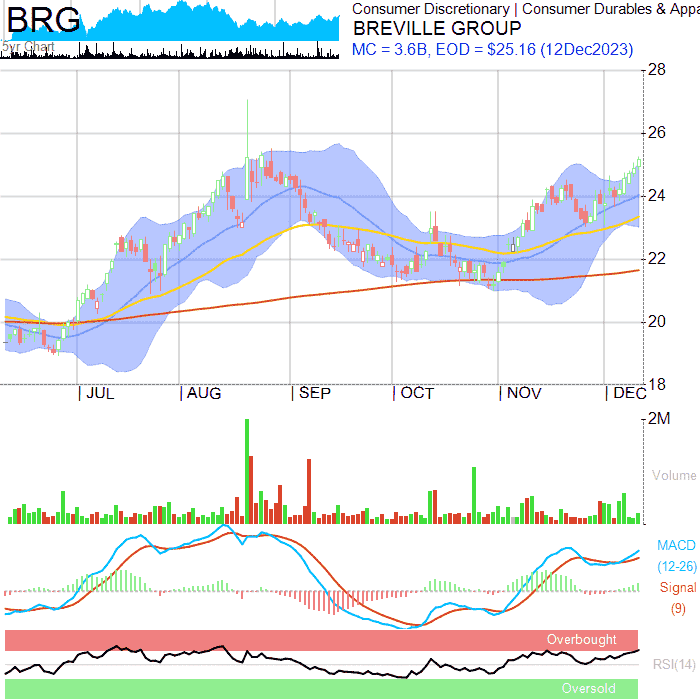 BRG
5yr Chart
Consumer Discretionary | Consumer Durables & Appa
BREVILLE GROUP
MC = 3.6B, EOD = $25.16 (12Dec2023)
28
26
24
22
20
18
JUL AUG SEP OCT NOV DEC
2M
Volume
MACD
(12-26)
Signal
(9)
Overbought
RSI(14)
Oversold